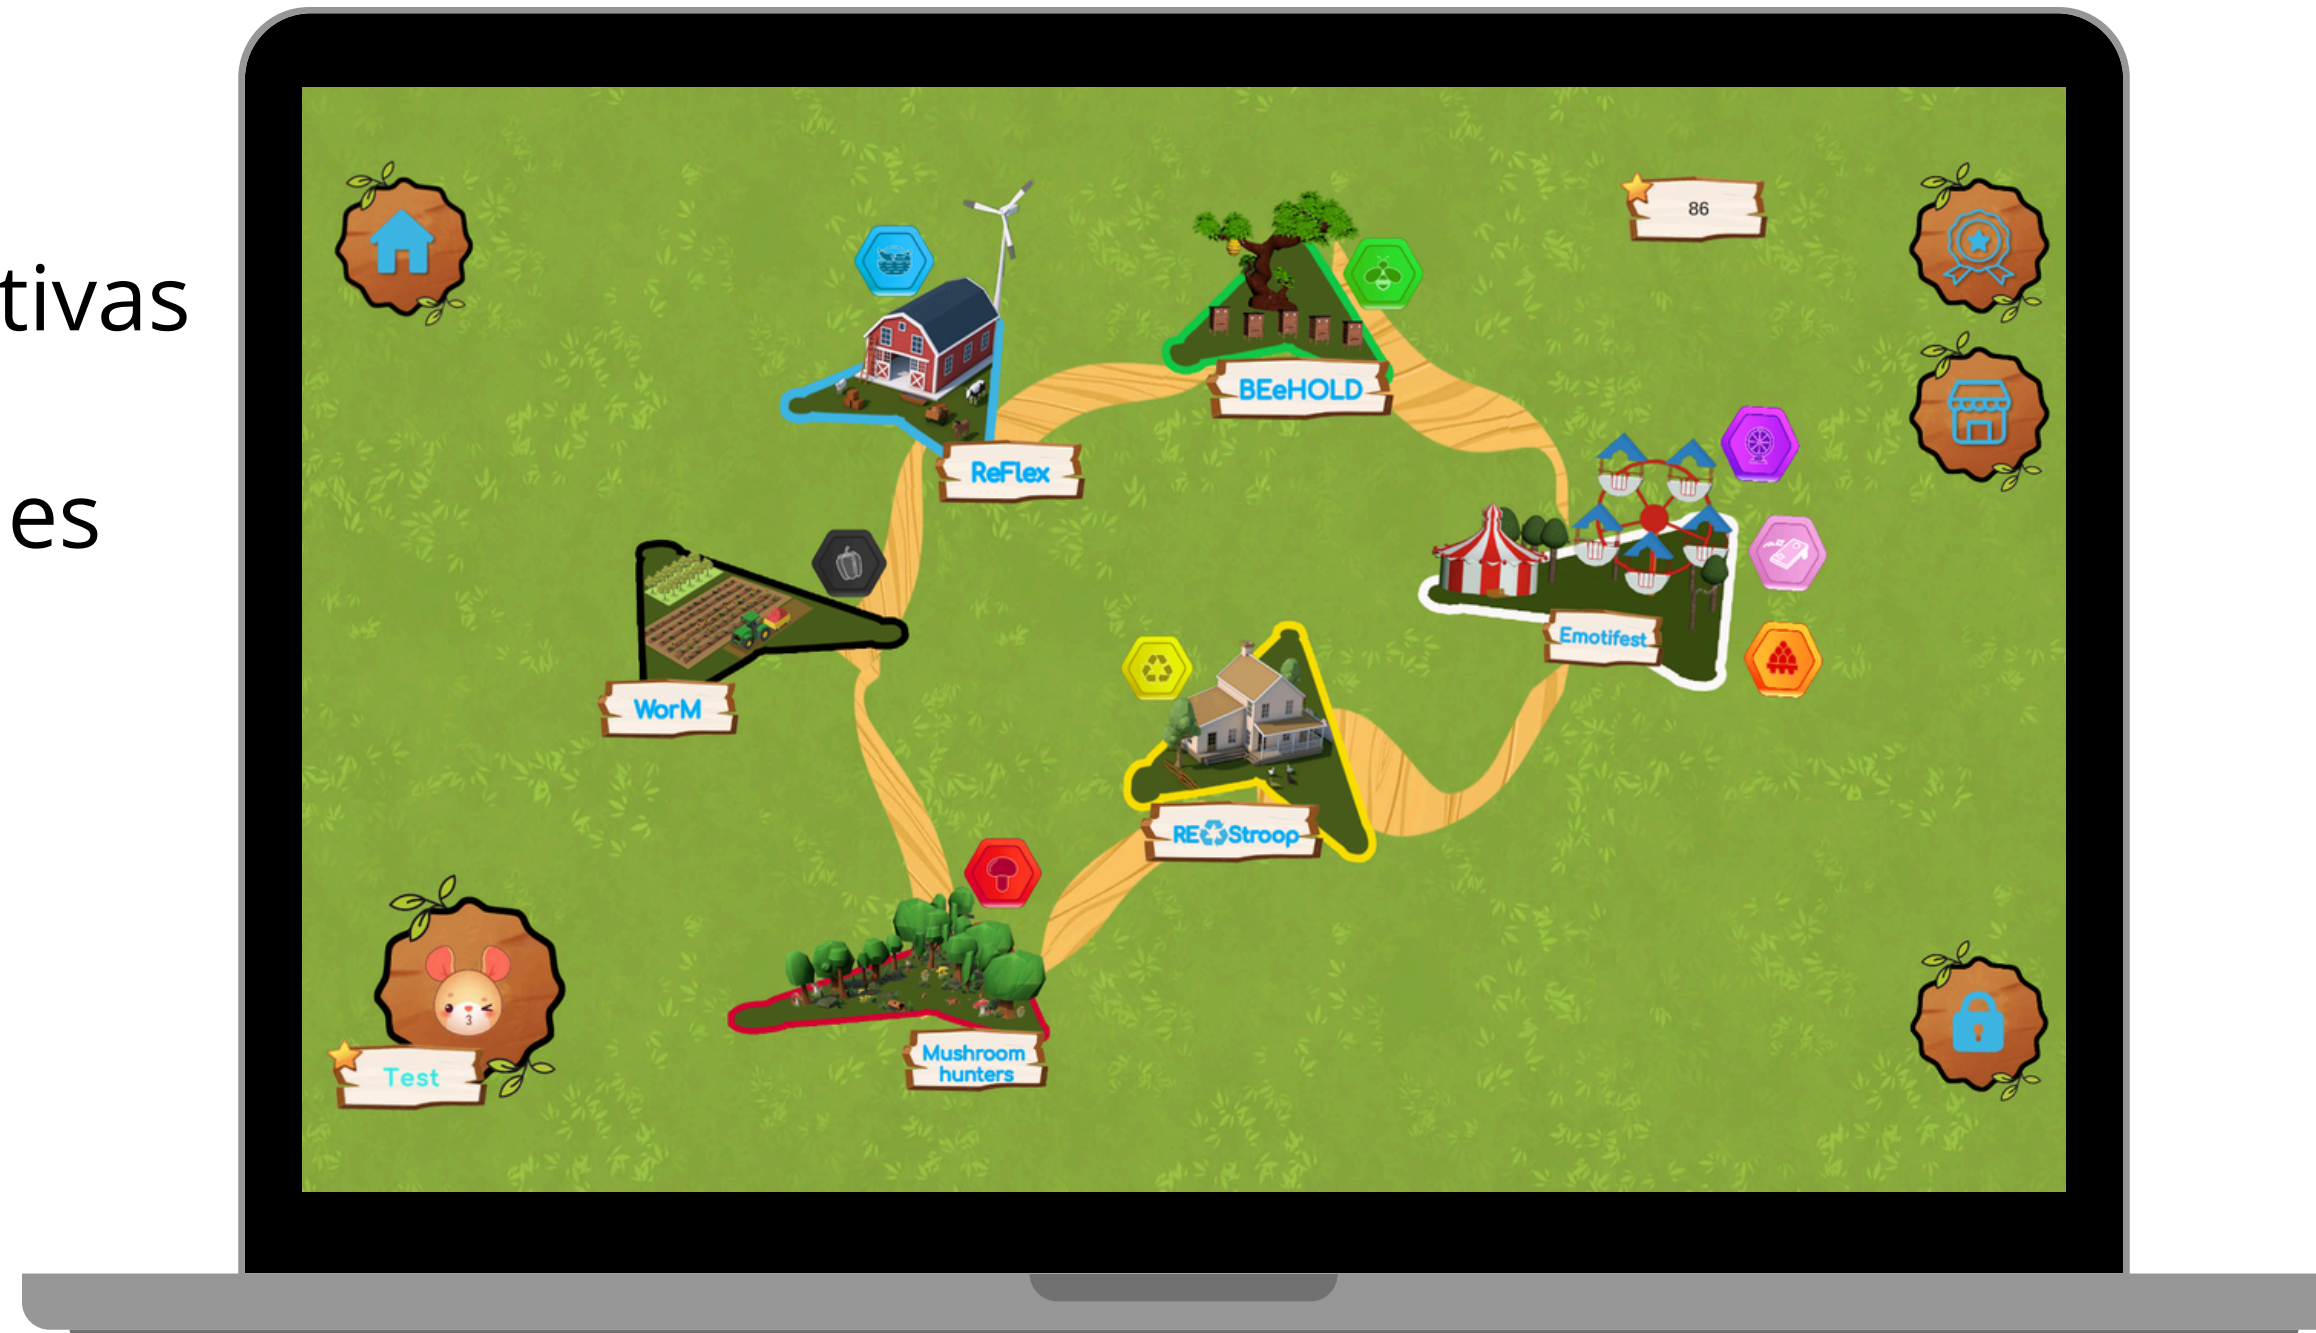 tivas
es
86
BEeHOLD
ReFlex
Emotifest
WorM
RE♻Stroop
Mushroom
hunters
Test